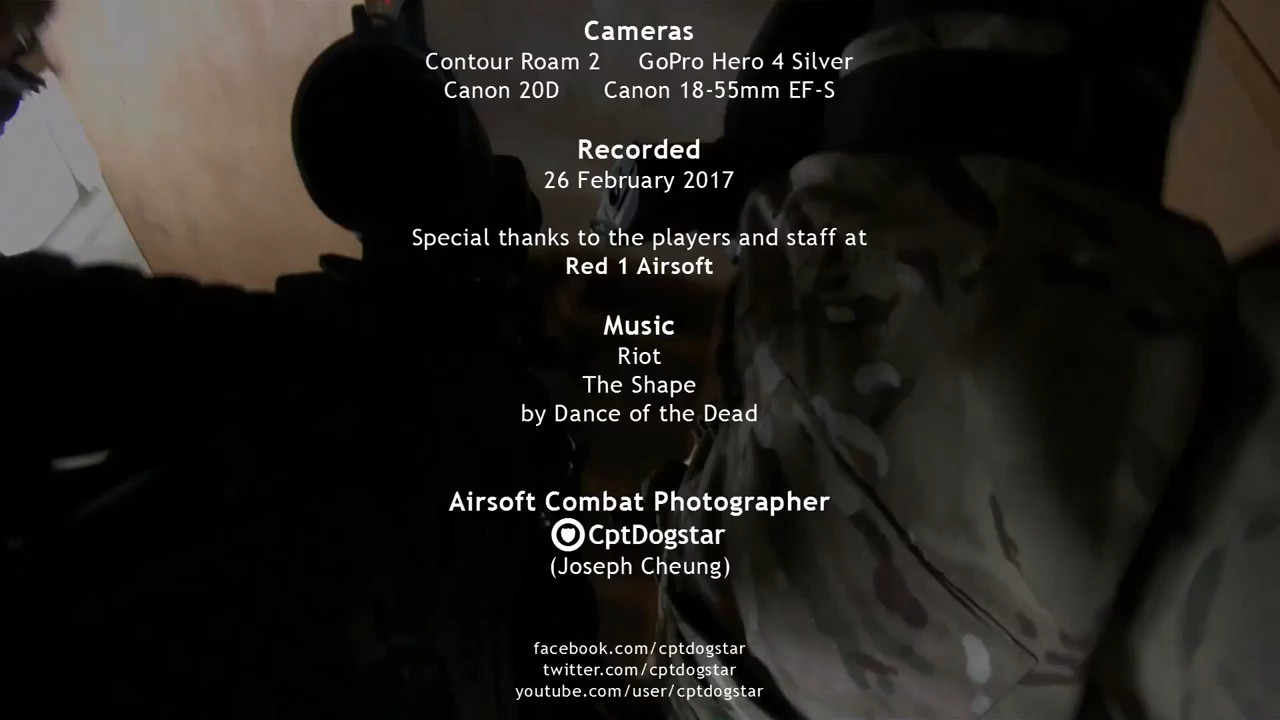 Cameras
Contour Roam 2 GoPro Hero 4 Silver
Canon 20D Canon 18-55mm EF-S
Recorded
26 February 2017
Special thanks to the players and staff at
Red 1 Airsoft
Music
Riot
The Shape
by Dance of the Dead
Airsoft Combat Photographer
CptDogstar
(Joseph Cheung)
facebook.com/cptdogstar
twitter.com/cptdogstar
youtube.com/user/cptdogstar